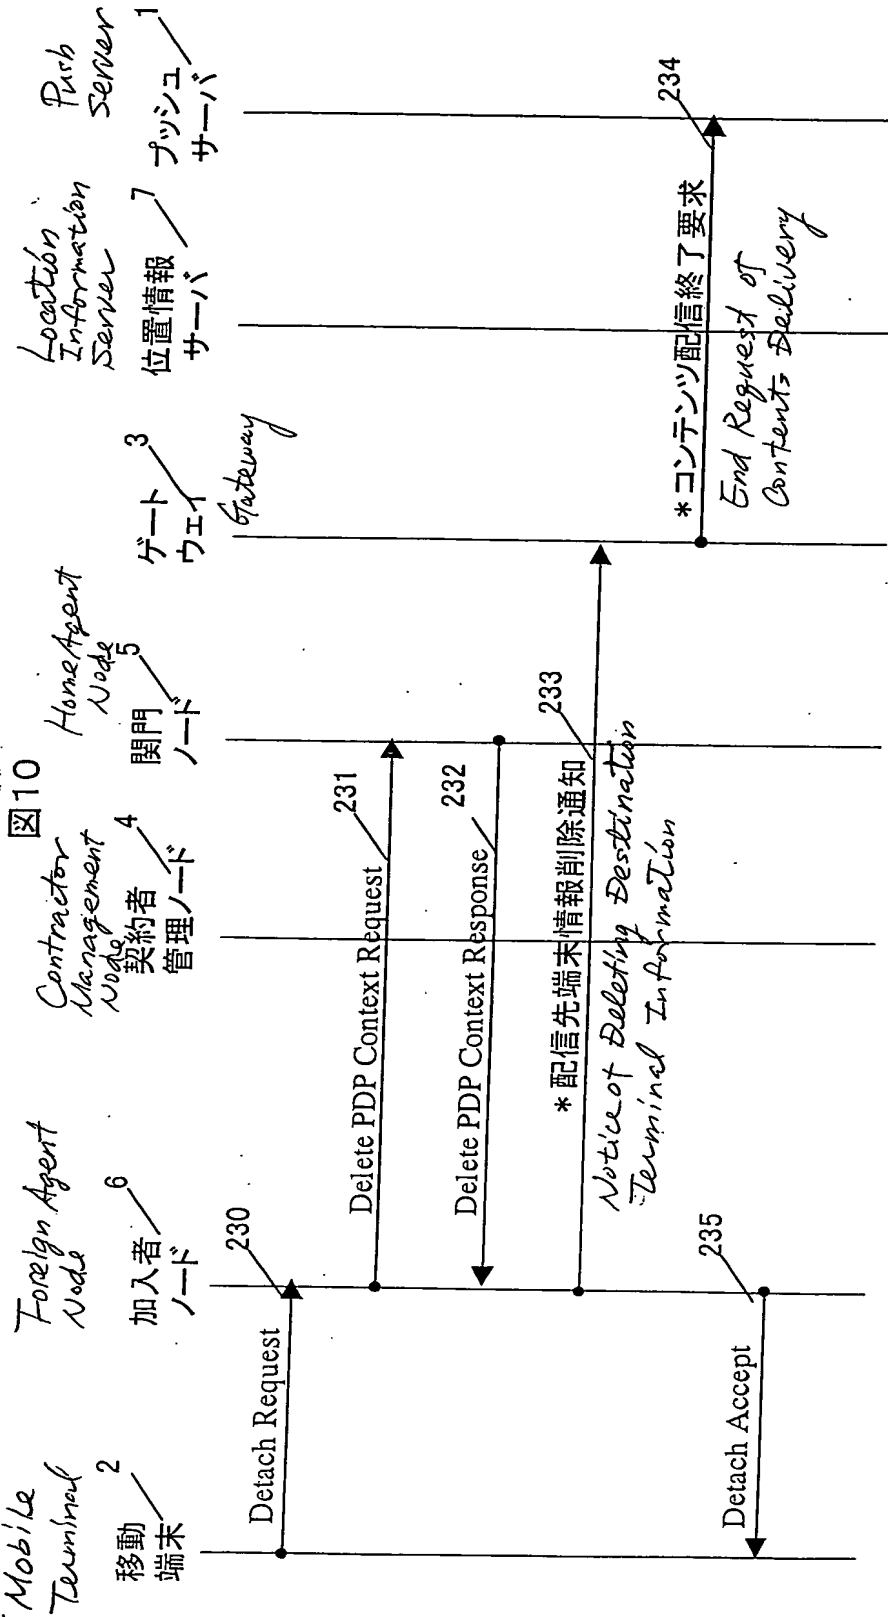 図10
Mobile
Terminal
2
移動
端末
Foreign Agent
Node
6
加入者
ノード
Contractor
Management
Node
4
契約者
管理ノード
Home Agent
Node
5
関門
ノード
3
ゲート
ウェイ
Gateway
Location
Information
Server
7
位置情報
サーバ
Push
Server
1
プッシュ
サーバ
230
Detach Request
231
Delete PDP Context Request
232
Delete PDP Context Response
233
*配信先端末情報削除通知
Notice of Deleting Destination
Terminal Information
234
*コンテンツ配信終了要求
End Request of
Contents Delivery
235
Detach Accept